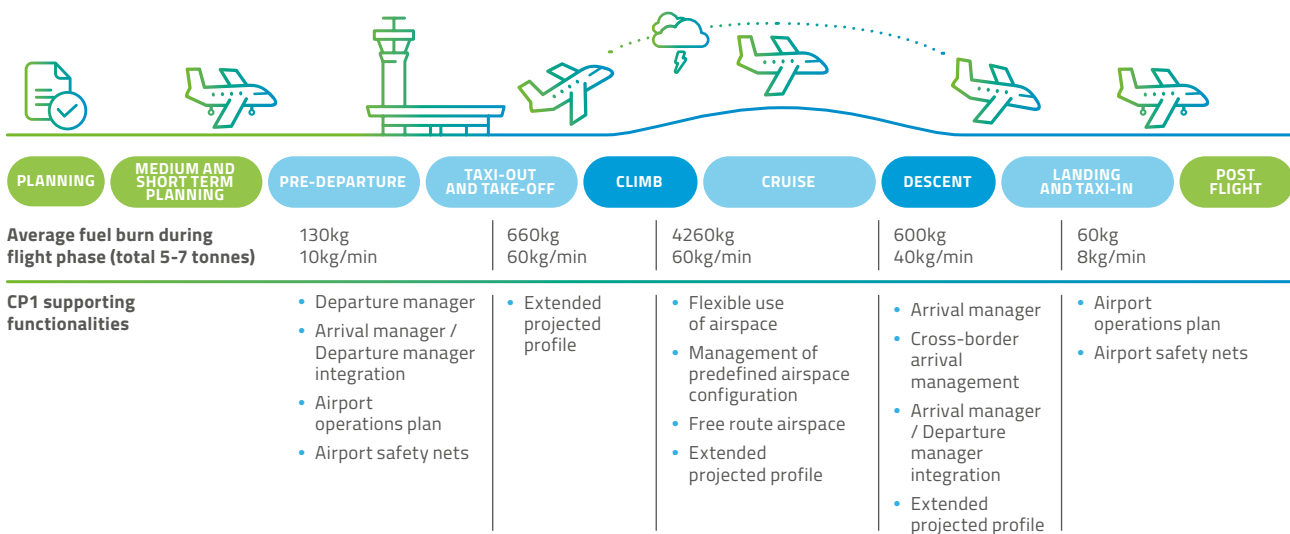 PLANNING
MEDIUM AND
SHORT TERM
PLANNING
PRE-DEPARTURE
TAXI-OUT
AND TAKE-OFF
CLIMB
CRUISE
DESCENT
LANDING
AND TAXI-IN
POST
FLIGHT
Average fuel burn during
flight phase (total 5-7 tonnes)
130kg
10kg/min
660kg
60kg/min
4260kg
60kg/min
600kg
40kg/min
60kg
8kg/min
CP1 supporting
functionalities
• Departure manager
• Arrival manager /
Departure manager
integration
• Airport
operations plan
• Airport safety nets
• Extended
projected
profile
• Flexible use
of airspace
• Management of
predefined airspace
configuration
• Free route airspace
• Extended
projected profile
• Arrival manager
• Cross-border
arrival
management
• Arrival manager
/ Departure
manager
integration
• Extended
projected profile
• Airport
operations plan
• Airport safety nets